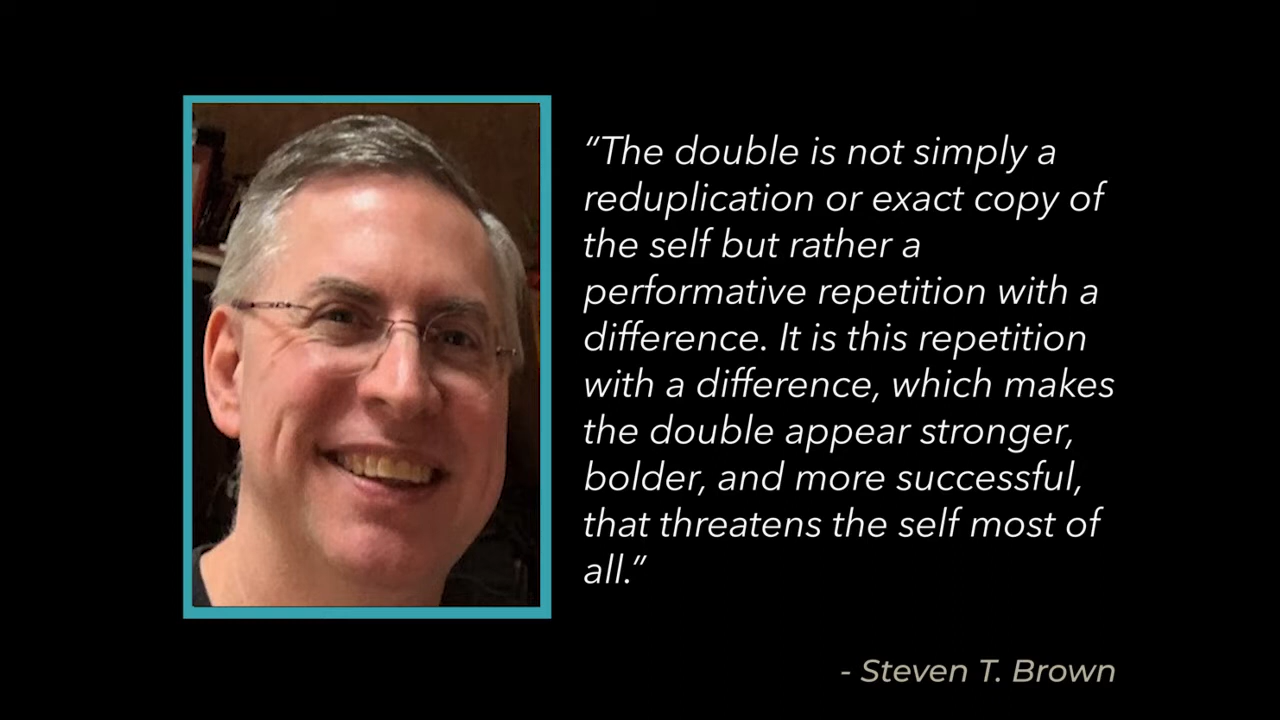 “The double is not simply a
reduplication or exact copy of
the self but rather a
performative repetition with a
difference. It is this repetition
with a difference, which makes
the double appear stronger,
bolder, and more successful,
that threatens the self most of
all.”
- Steven T. Brown